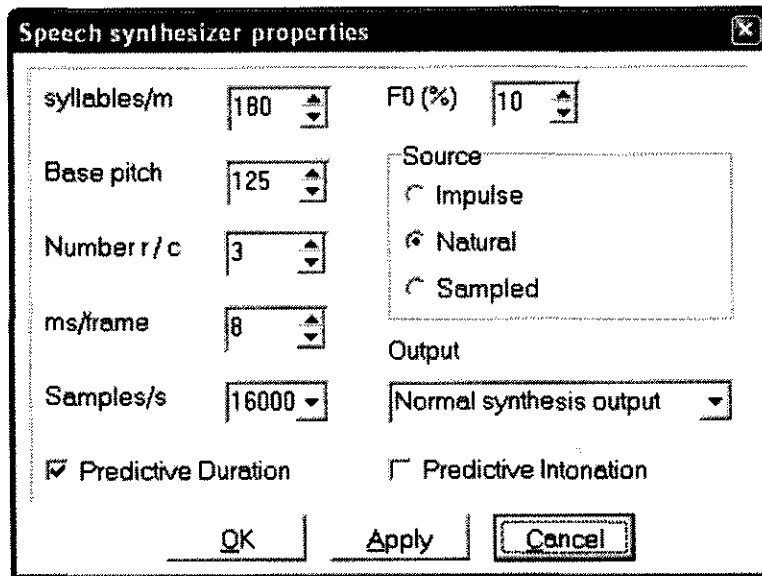 Speech synthesizer properties
syllables/m 180
Base pitch 125
Number r / c 3
ms/frame 8
Samples/s 16000
Predictive Duration
F0 (%) 10
Source
Impulse
Natural
Sampled
Output
Normal synthesis output
Predictive Intonation
OK Apply Cancel